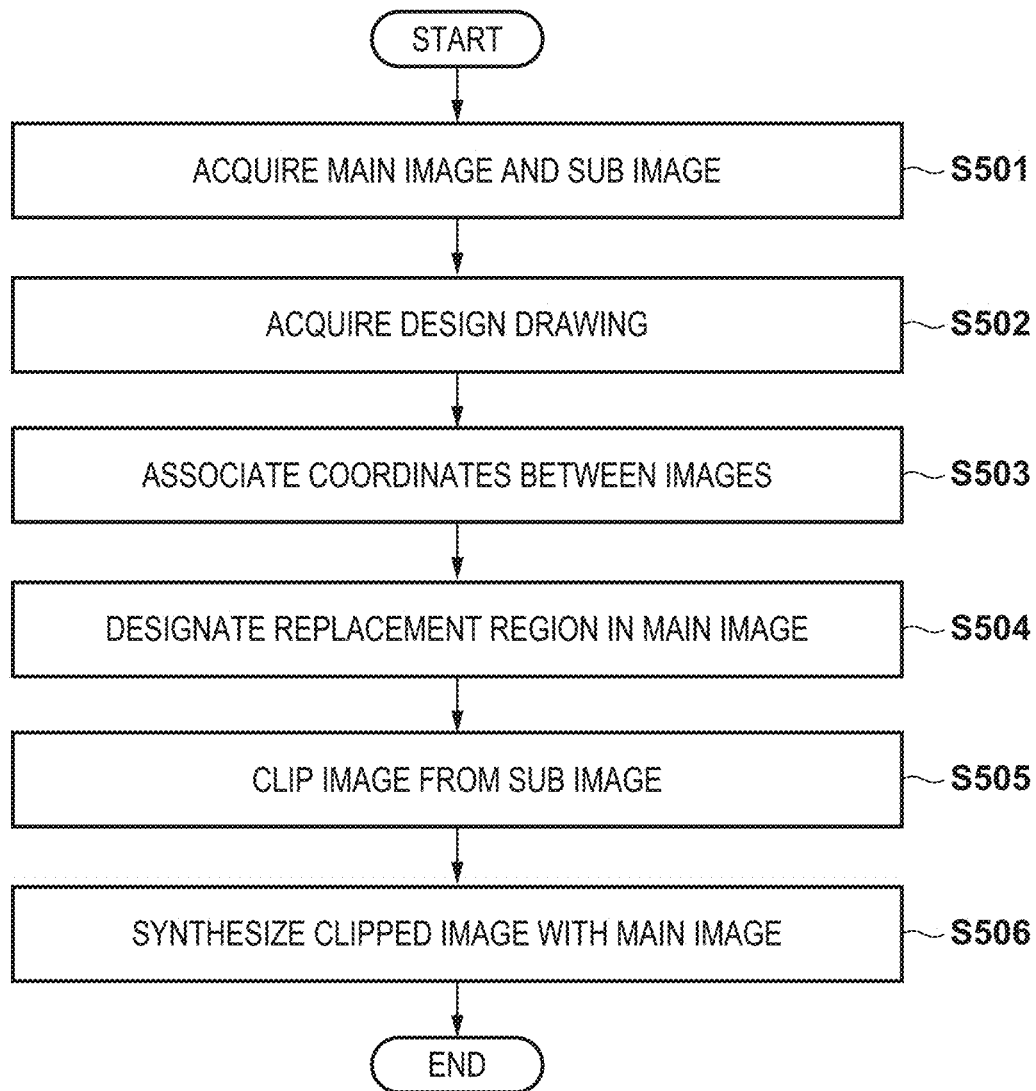 START
ACQUIRE MAIN IMAGE AND SUB IMAGE
S501
ACQUIRE DESIGN DRAWING
S502
ASSOCIATE COORDINATES BETWEEN IMAGES
S503
DESIGNATE REPLACEMENT REGION IN MAIN IMAGE
S504
CLIP IMAGE FROM SUB IMAGE
S505
SYNTHESIZE CLIPPED IMAGE WITH MAIN IMAGE
S506
END